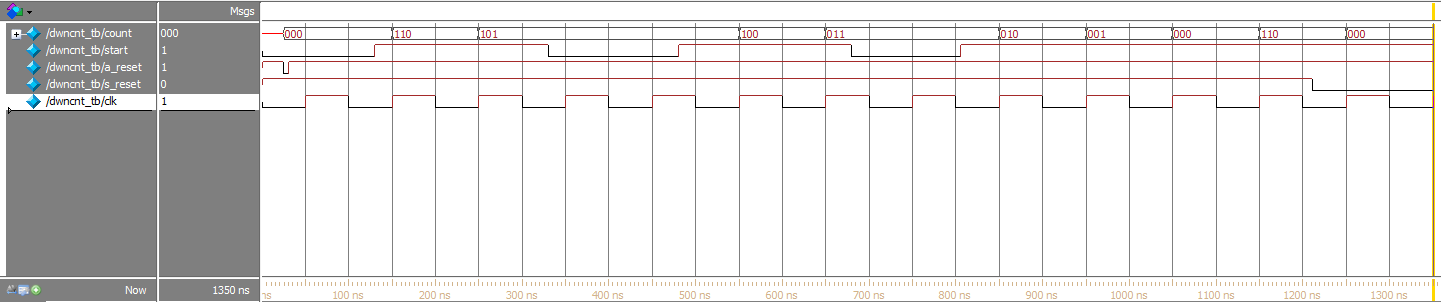 Msgs
/dwncnt_tb/count 000 000 110 101 100 011 010 001 000 110 000
/dwncnt_tb/start 1
/dwncnt_tb/a_reset 1
/dwncnt_tb/s_reset 0
/dwncnt_tb/clk 1
Now 1350 ns ns 100 ns 200 ns 300 ns 400 ns 500 ns 600 ns 700 ns 800 ns 900 ns 1000 ns 1100 ns 1200 ns 1300 ns